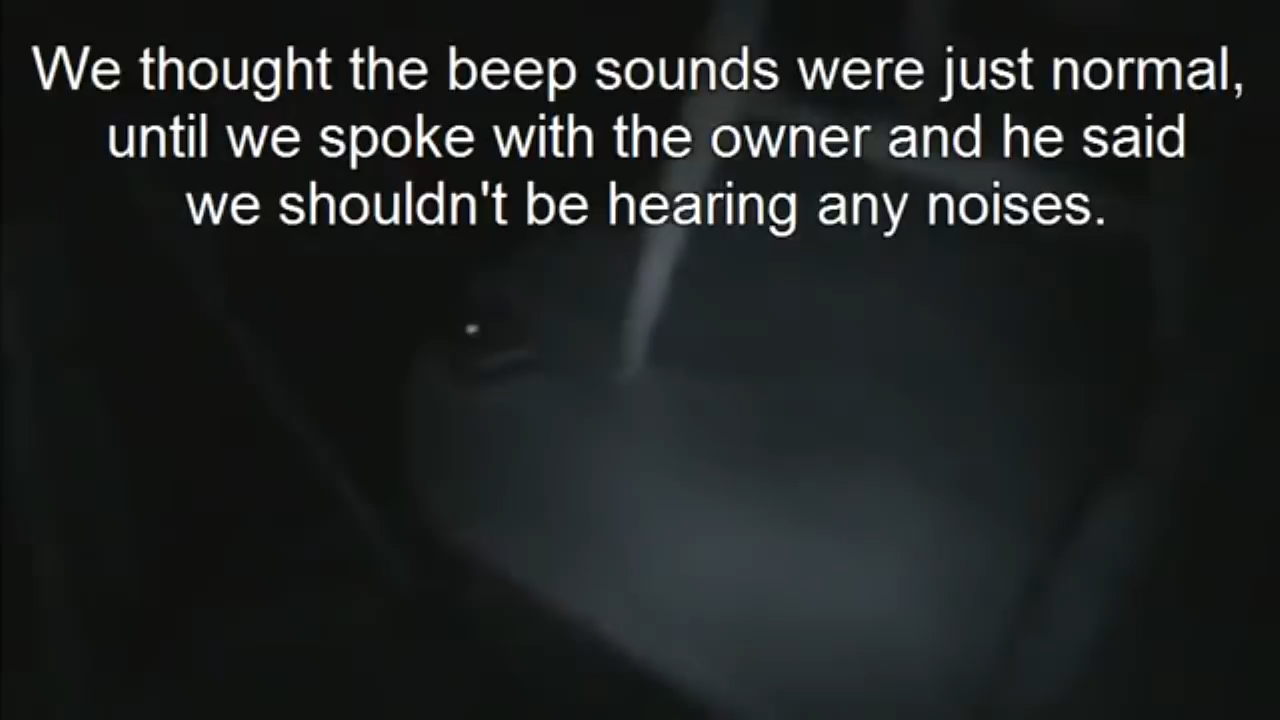 We thought the beep sounds were just normal,
until we spoke with the owner and he said
we shouldn't be hearing any noises.